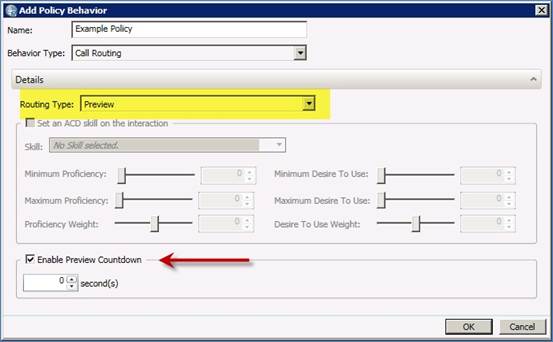 Add Policy Behavior
Name: Example Policy
Behavior Type: Call Routing
Details
Routing Type: Preview
Set an ACD skill on the interaction
Skill: No Skill selected.
Minimum Proficiency: 0 Minimum Desire To Use: 0
Maximum Proficiency: 0 Maximum Desire To Use: 0
Proficiency Weight: 0 Desire To Use Weight: 0
Enable Preview Countdown
0 second(s)
OK Cancel